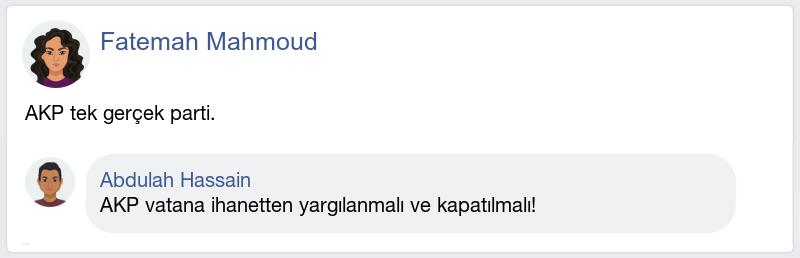 Fatemah Mahmoud
AKP tek gerçek parti.
Abdulah Hassain
AKP vatana ihanetten yargılanmalı ve kapatılmalı!